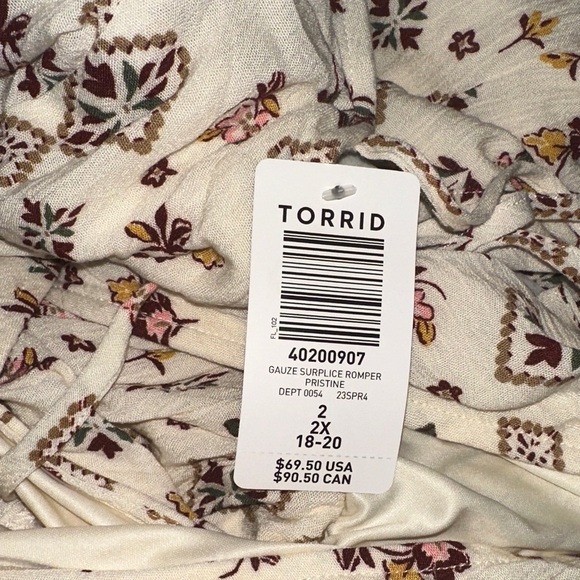 TORRID
FL_102
40200907
GAUZE SURPLICE ROMPER
PRISTINE
DEPT 0054 23SPR4
2
2X
18-20
$69.50 USA
$90.50 CAN